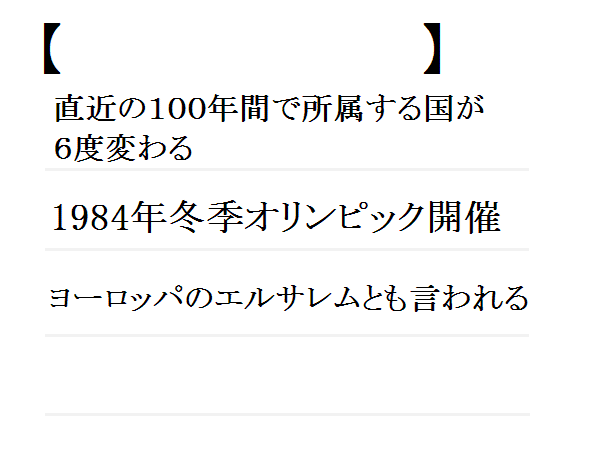 【　　　　　　　　　】
直近の１００年間で所属する国が
６度変わる
1984年冬季オリンピック開催
ヨーロッパのエルサレムとも言われる